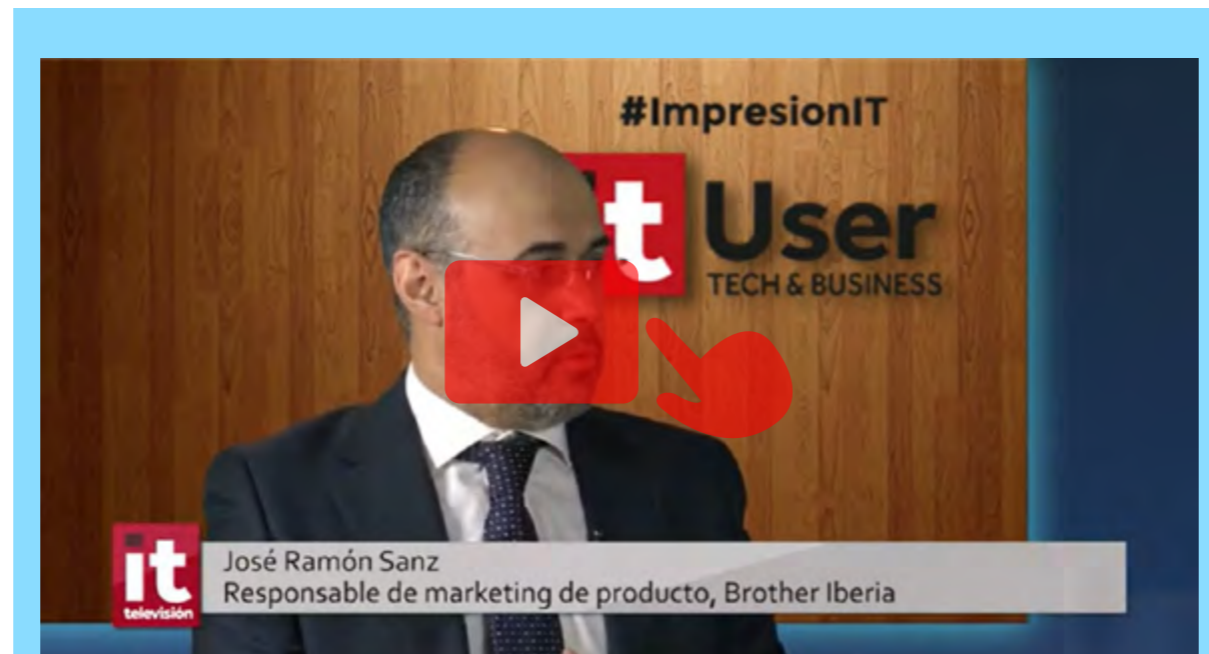 #ImpresionIT
it User
TECH & BUSINESS
José Ramón Sanz
Responsable de marketing de producto, Brother Iberia
it
televisión